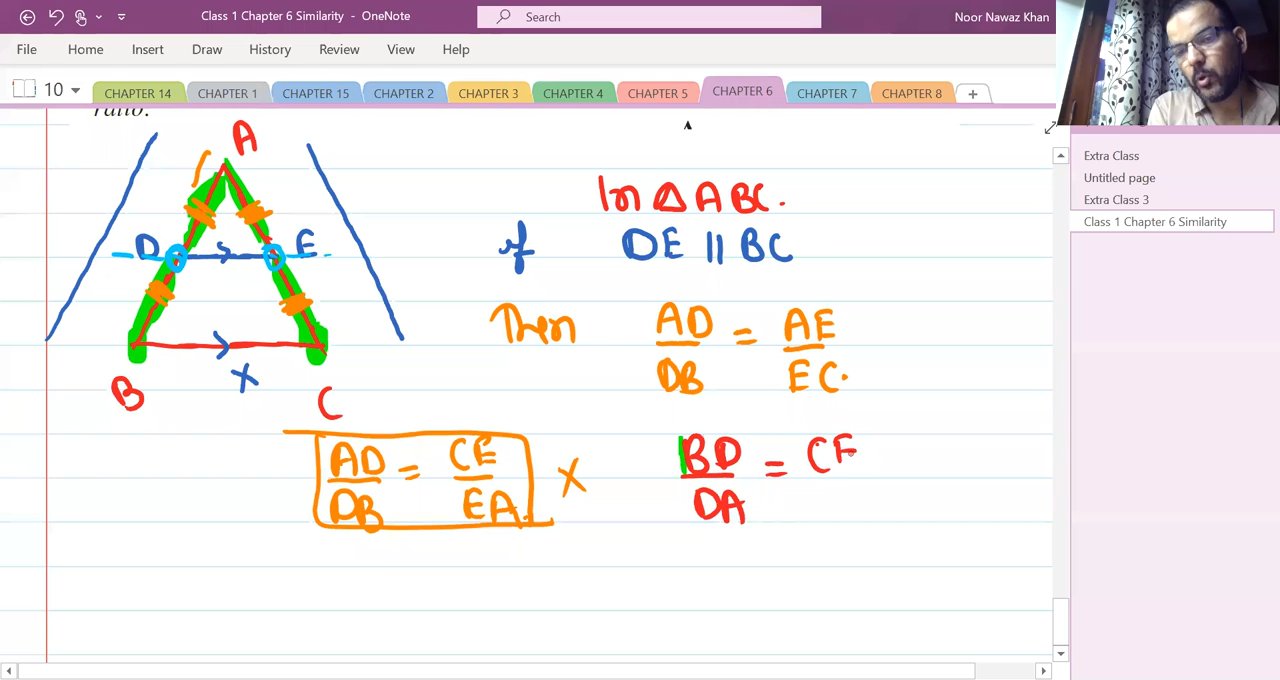 Class 1 Chapter 6 Similarity - OneNote
Search
Noor Nawaz Khan
File Home Insert Draw History Review View Help
10 CHAPTER 14 CHAPTER 1 CHAPTER 15 CHAPTER 2 CHAPTER 3 CHAPTER 4 CHAPTER 5 CHAPTER 6 CHAPTER 7 CHAPTER 8
ratio.
Extra Class
Untitled page
Extra Class 3
Class 1 Chapter 6 Similarity
A
D E
B C
X
In △ ABC.
if DE || BC
Then AD/DB = AE/EC.
AD/DB = CE/EA X
BD/DA = CE